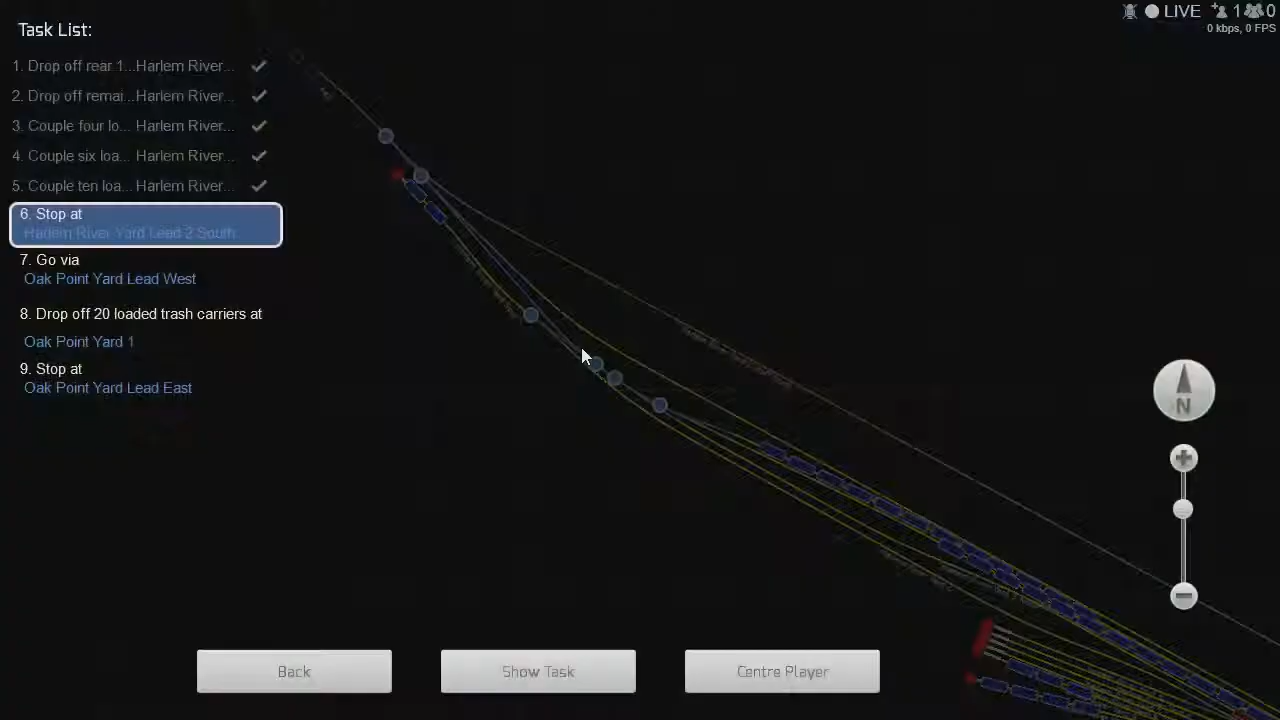 Task List:
LIVE 1 0
0 kbps, 0 FPS
1. Drop off rear 1...Harlem River...
2. Drop off remai...Harlem River...
3. Couple four lo... Harlem River...
4. Couple six loa... Harlem River...
5. Couple ten loa... Harlem River...
6. Stop at
Harlem River Yard Lead 2 South
7. Go via
Oak Point Yard Lead West
8. Drop off 20 loaded trash carriers at
Oak Point Yard 1
9. Stop at
Oak Point Yard Lead East
N
Back
Show Task
Centre Player